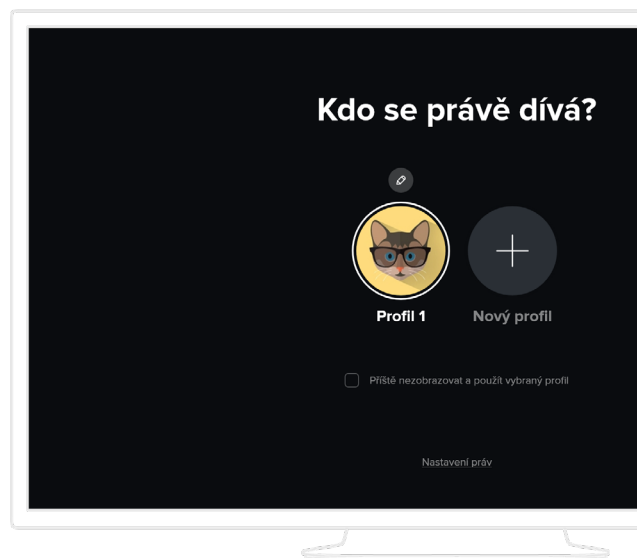 Kdo se právě dívá?
Profil 1 Nový profil
Příště nezobrazovat a použít vybraný profil
Nastavení práv